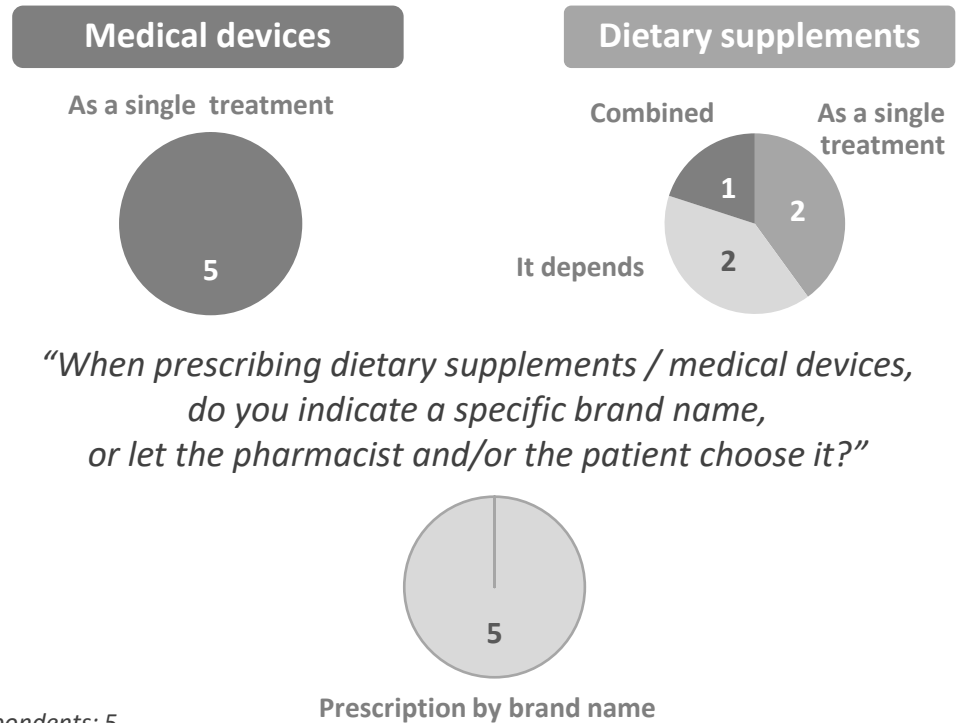 Medical devices
Dietary supplements
As a single treatment
5
Combined
As a single
treatment
1
2
It depends
2
“When prescribing dietary supplements / medical devices,
do you indicate a specific brand name,
or let the pharmacist and/or the patient choose it?”
5
Prescription by brand name
5